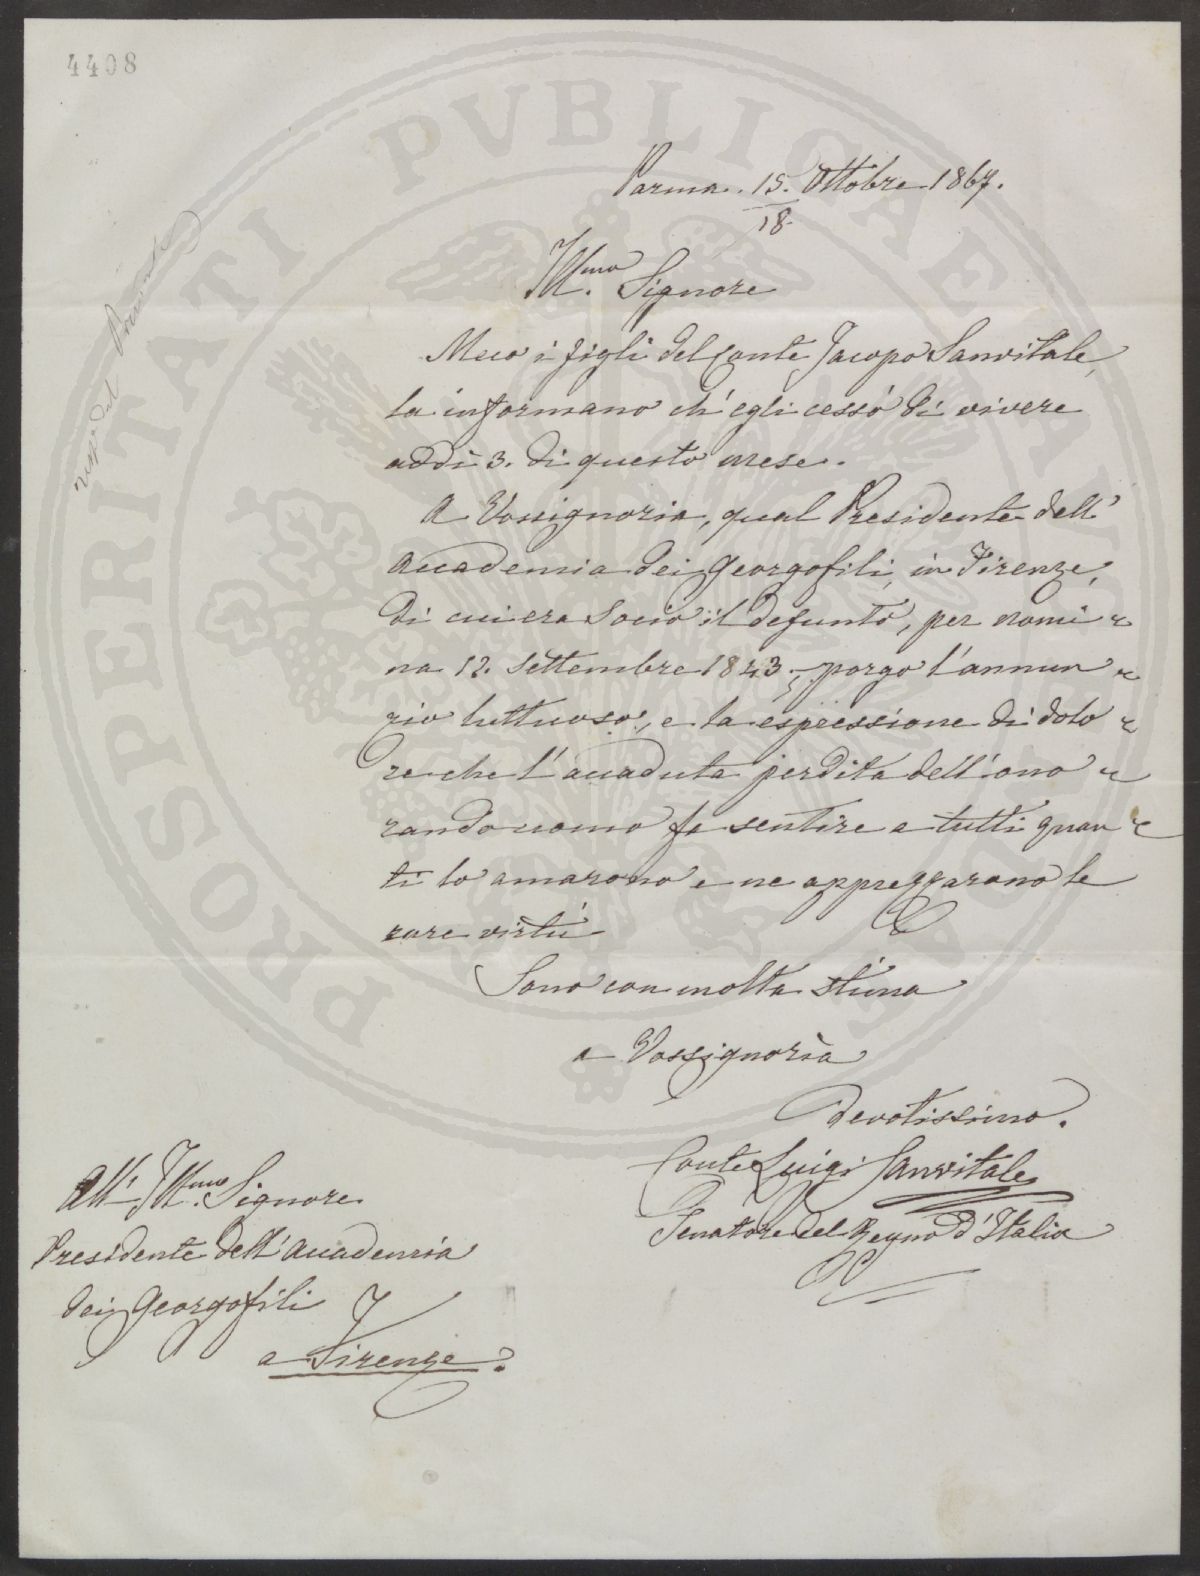 4408
Parma. 15. Ottobre 1867.
18.
Ill.mo Signore
Meco i figli del Conte Jacopo Sanvitale,
la informano ch'egli cessò di vivere
addì 3. di questo mese.
A Vossignoria, qual Presidente dell'
Accademia dei Georgofili, in Firenze,
di cui era Socio il defunto, per nomi=
na 12. Settembre 1843; porgo l'annun=
zio luttuoso, e la espressione di dolo=
re che l'accaduta perdita dell'ono=
rando uomo fa sentire a tutti quan=
ti lo amarono e ne apprezzarono le
rare virtù
Sono con molta stima
a Vossignoria
devotissimo.
Conte Luigi Sanvitale
Senatore del Regno d'Italia
All' Ill.mo Signore
Presidente dell'Accademia
dei Georgofili
a Firenze.
PROSPERITATI PUBLICAE AUGENDAE